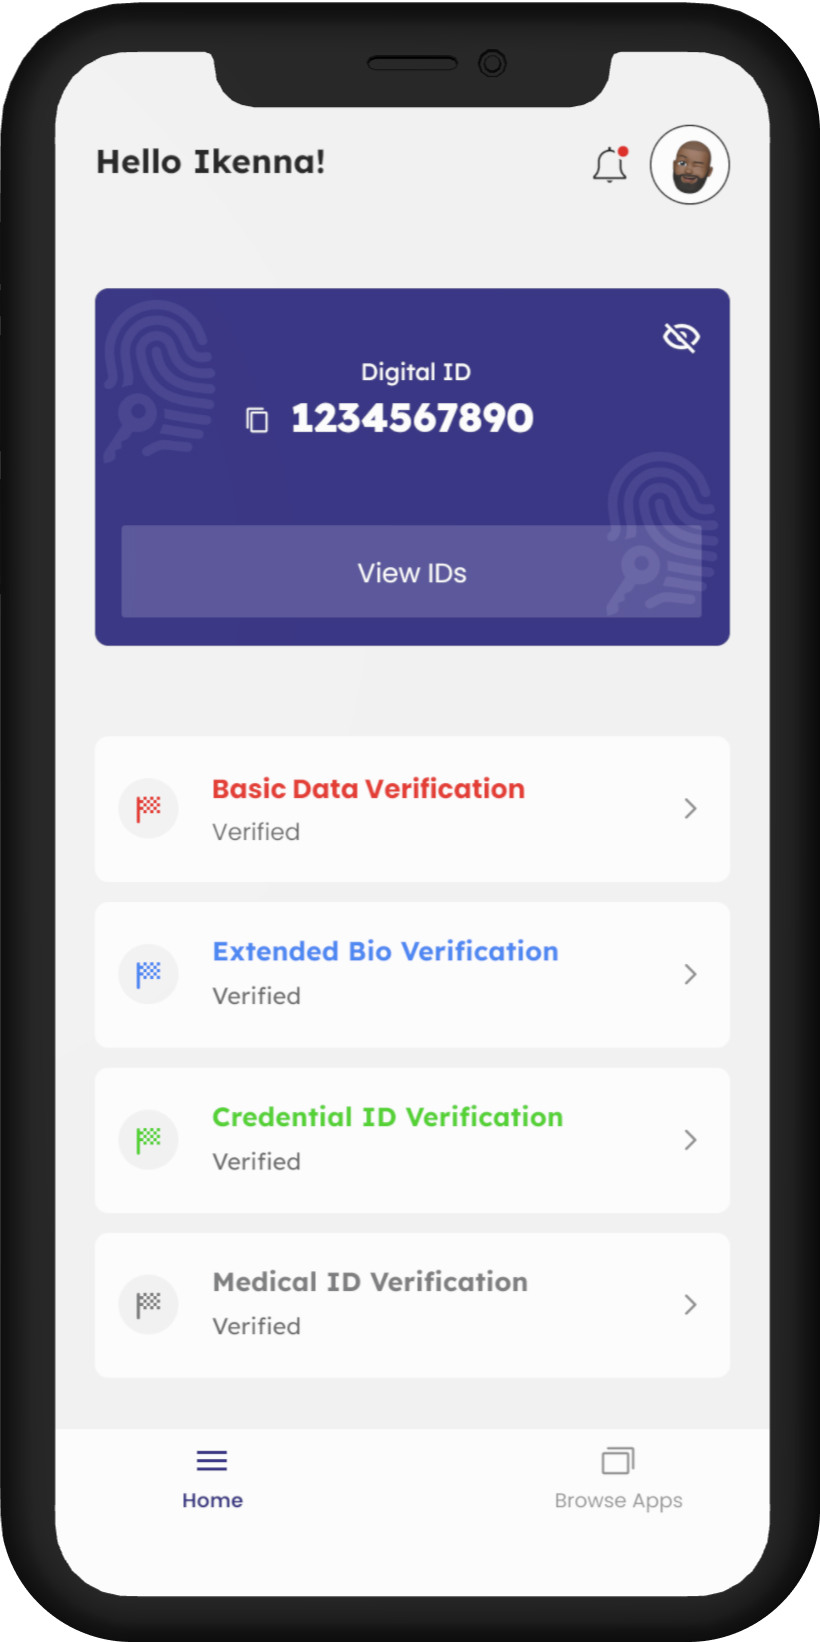 Hello Ikenna!
Digital ID
1234567890
View IDs
Basic Data Verification
Verified
Extended Bio Verification
Verified
Credential ID Verification
Verified
Medical ID Verification
Verified
Home
Browse Apps